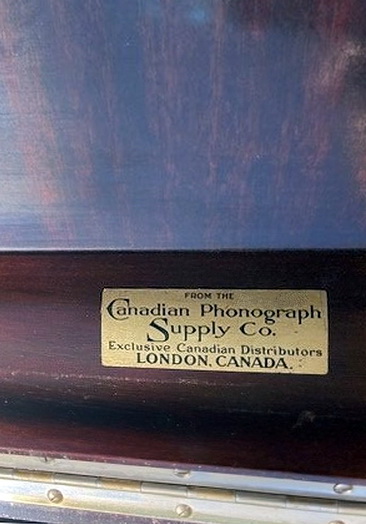 FROM THE
Canadian Phonograph
Supply Co.
Exclusive Canadian Distributors
LONDON, CANADA.